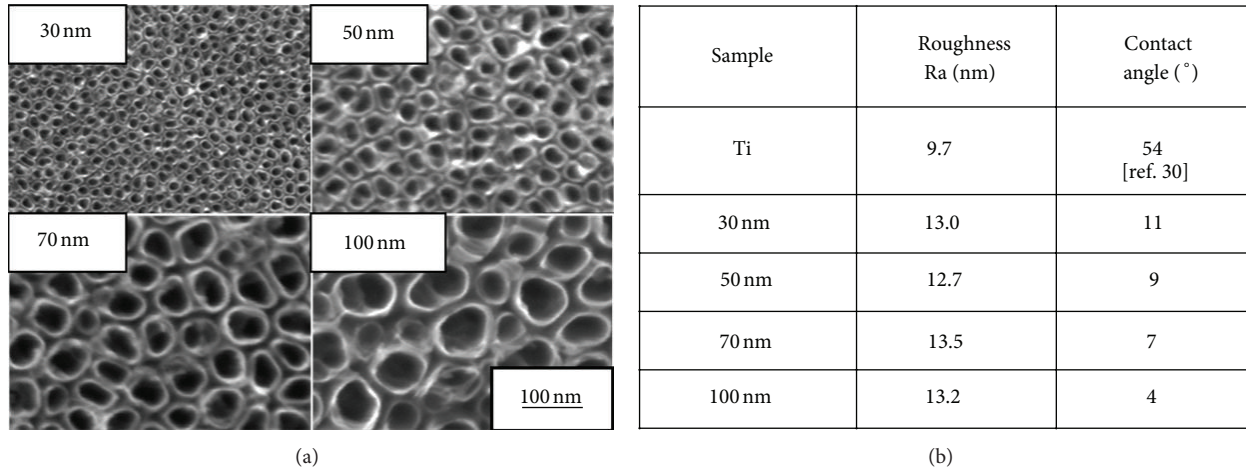 30 nm
50 nm
70 nm
100 nm
100 nm
(a)
Sample
Roughness
Ra (nm)
Contact
angle (°)
Ti
9.7
54
[ref. 30]
30 nm
13.0
11
50 nm
12.7
9
70 nm
13.5
7
100 nm
13.2
4
(b)